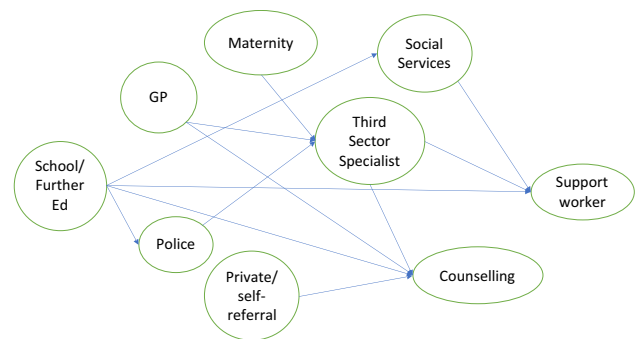 Maternity
Social
Services
GP
Third
Sector
Specialist
School/
Further
Ed
Support
worker
Police
Private/
self-
referral
Counselling